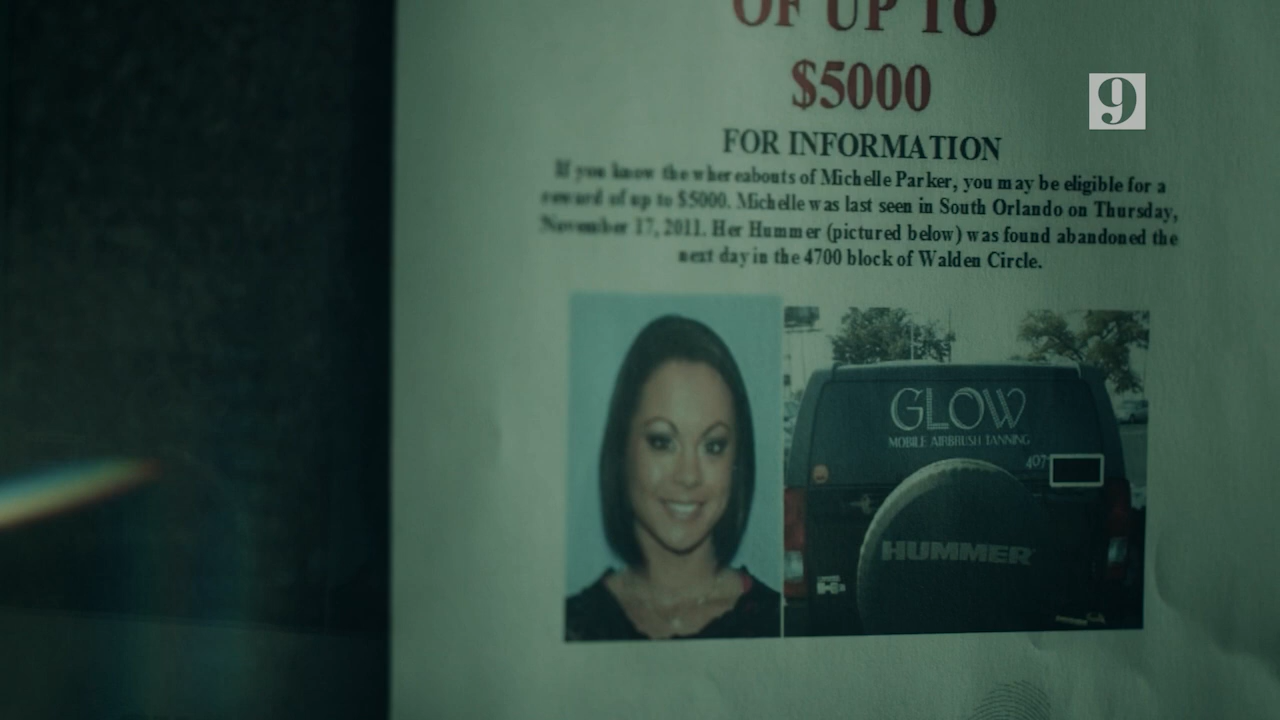 OF UP TO
$5000
9
FOR INFORMATION
If you know the whereabouts of Michelle Parker, you may be eligible for a
reward of up to $5000. Michelle was last seen in South Orlando on Thursday,
November 17, 2011. Her Hummer (pictured below) was found abandoned the
next day in the 4700 block of Walden Circle.
GLOW
MOBILE AIRBRUSH TANNING
407
HUMMER